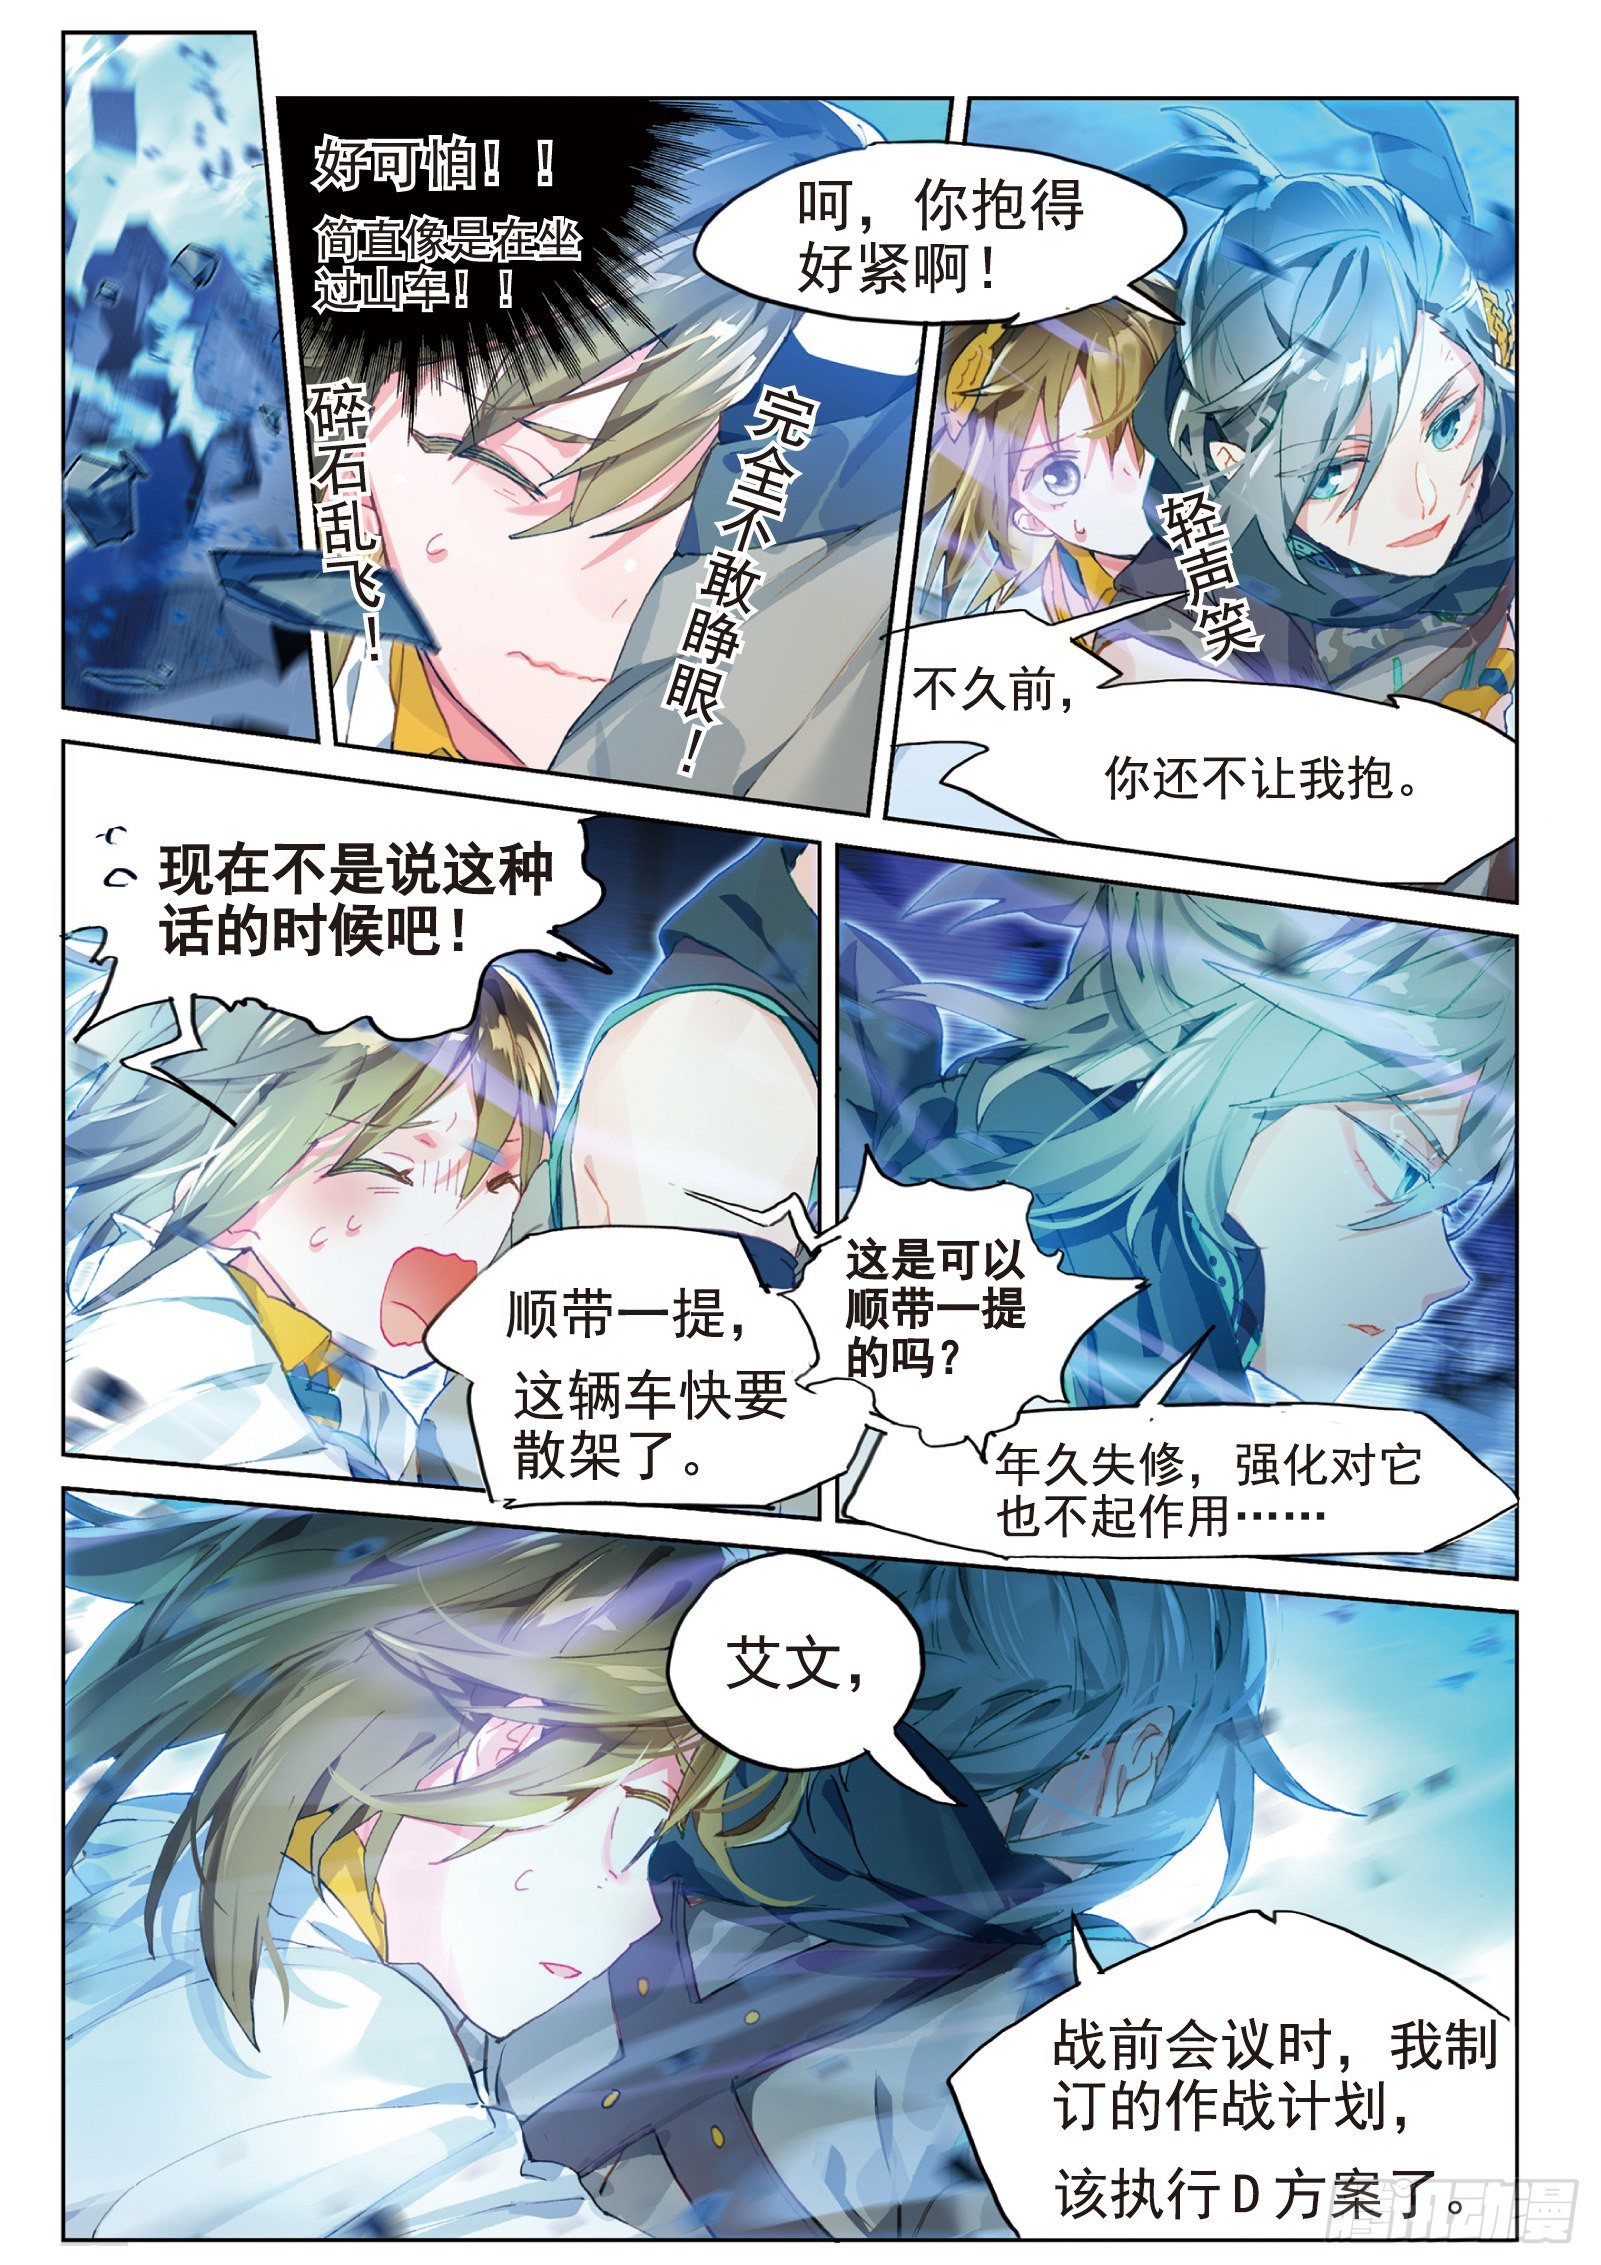 好可怕！！
简直像是在坐
过山车！！
碎石乱飞！
完全不敢睁眼！
呵，你抱得
好紧啊！
轻声笑
不久前，
你还不让我抱。
现在不是说这种
话的时候吧！
顺带一提，
这辆车快要
散架了。
这是可以
顺带一提
的吗？
年久失修，强化对它
也不起作用……
艾文，
战前会议时，我制
订的作战计划，
该执行D方案了。
腾讯动漫